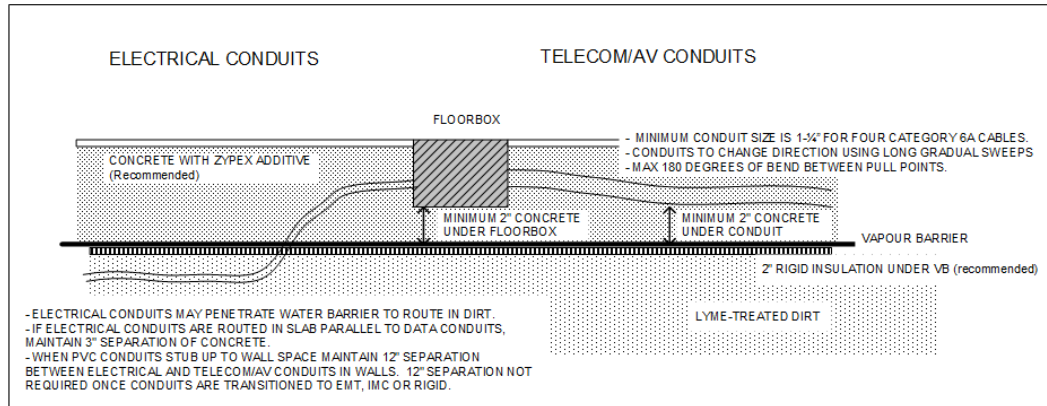 ELECTRICAL CONDUITS
TELECOM/AV CONDUITS
FLOORBOX
CONCRETE WITH ZYPEX ADDITIVE
(Recommended)
- MINIMUM CONDUIT SIZE IS 1-¼" FOR FOUR CATEGORY 6A CABLES.
- CONDUITS TO CHANGE DIRECTION USING LONG GRADUAL SWEEPS
- MAX 180 DEGREES OF BEND BETWEEN PULL POINTS.
MINIMUM 2" CONCRETE
UNDER FLOORBOX
MINIMUM 2" CONCRETE
UNDER CONDUIT
VAPOUR BARRIER
2" RIGID INSULATION UNDER VB (recommended)
LYME-TREATED DIRT
- ELECTRICAL CONDUITS MAY PENETRATE WATER BARRIER TO ROUTE IN DIRT.
- IF ELECTRICAL CONDUITS ARE ROUTED IN SLAB PARALLEL TO DATA CONDUITS,
MAINTAIN 3" SEPARATION OF CONCRETE.
- WHEN PVC CONDUITS STUB UP TO WALL SPACE MAINTAIN 12" SEPARATION
BETWEEN ELECTRICAL AND TELECOM/AV CONDUITS IN WALLS. 12" SEPARATION NOT
REQUIRED ONCE CONDUITS ARE TRANSITIONED TO EMT, IMC OR RIGID.